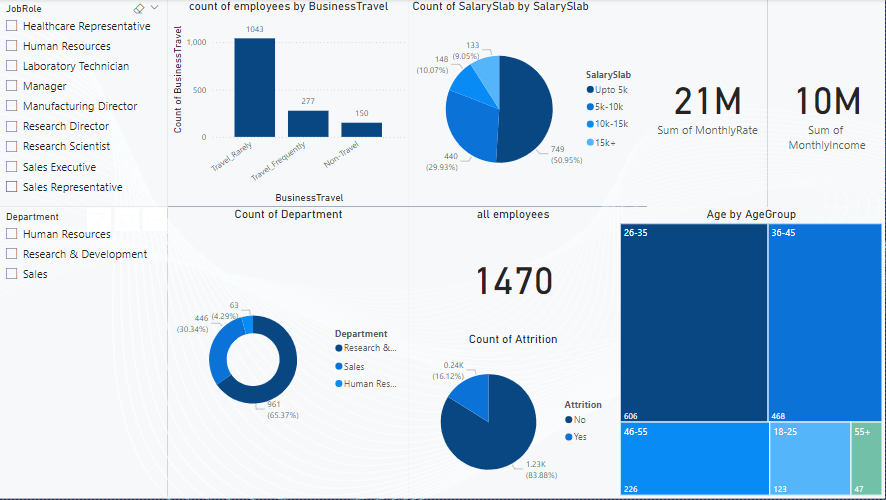 JobRole
Healthcare Representative
Human Resources
Laboratory Technician
Manager
Manufacturing Director
Research Director
Research Scientist
Sales Executive
Sales Representative
Department
Human Resources
Research & Development
Sales
count of employees by BusinessTravel
Count of BusinessTravel
1,000
500
0
1043
277
150
Travel_Rarely
Travel_Frequently
Non-Travel
BusinessTravel
Count of SalarySlab by SalarySlab
133
(9.05%)
148
(10.07%)
440
(29.93%)
749
(50.95%)
SalarySlab
Upto 5k
5k-10k
10k-15k
15k+
21M
Sum of MonthlyRate
10M
Sum of
MonthlyIncome
Count of Department
63
(4.29%)
446
(30.34%)
961
(65.37%)
Department
Research &...
Sales
Human Res...
all employees
1470
Count of Attrition
0.24K
(16.12%)
1.23K
(83.88%)
Attrition
No
Yes
Age by AgeGroup
26-35
606
36-45
468
46-55
226
18-25
123
55+
47